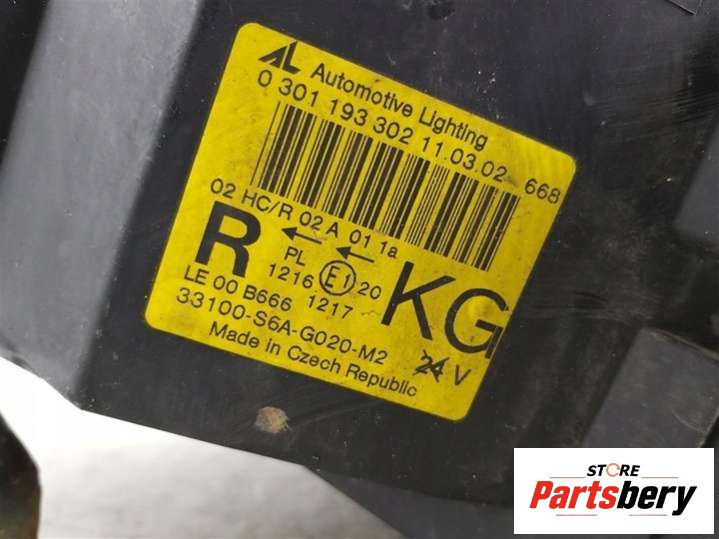 AL Automotive Lighting
0 301 193 302 11.03.02 668
02 HC/R 02 A 01 1a
R
PL
1216 E1 20
1217
LE 00 B666
KG
33100-S6A-G020-M2
24 V
Made in Czech Republic
STORE
Partsbery